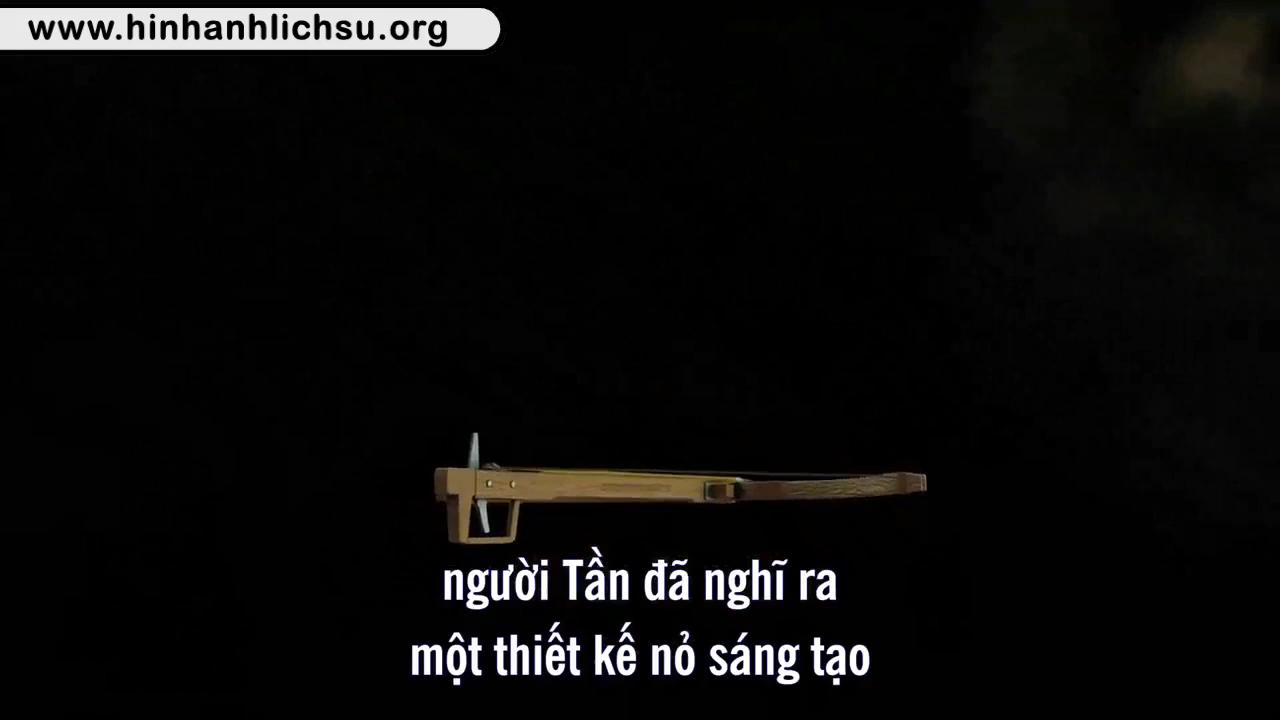 www.hinhanhlichsu.org
người Tần đã nghĩ ra
một thiết kế nỏ sáng tạo